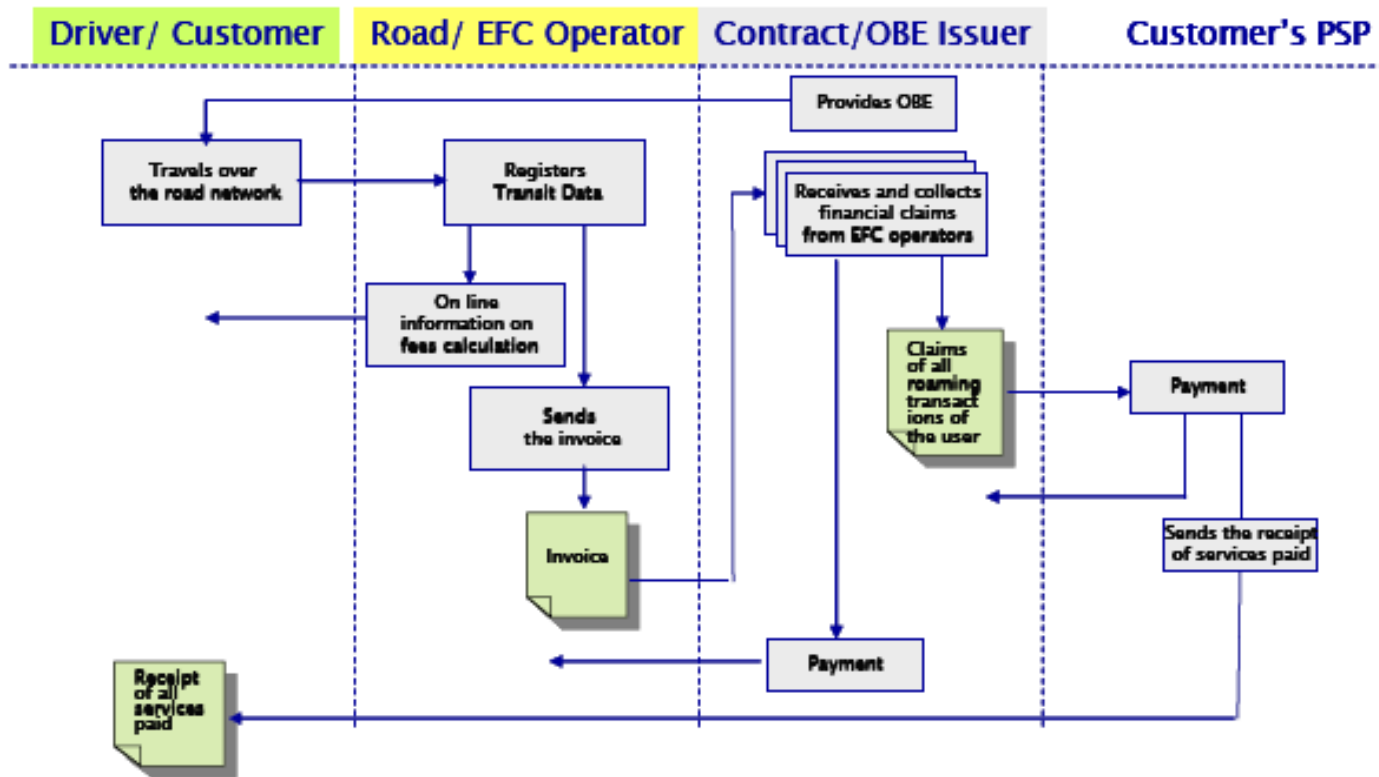 Driver/ Customer
Road/ EFC Operator
Contract/OBE Issuer
Customer's PSP
Provides OBE
Travels over
the road network
Registers
Transit Data
Receives and collects
financial claims
from EFC operators
On line
information on
fees calculation
Claims
of all
roaming
transact
ions of
the user
Payment
Sends
the invoice
Sends the receipt
of services paid
Invoice
Payment
Receipt
of all
services
paid